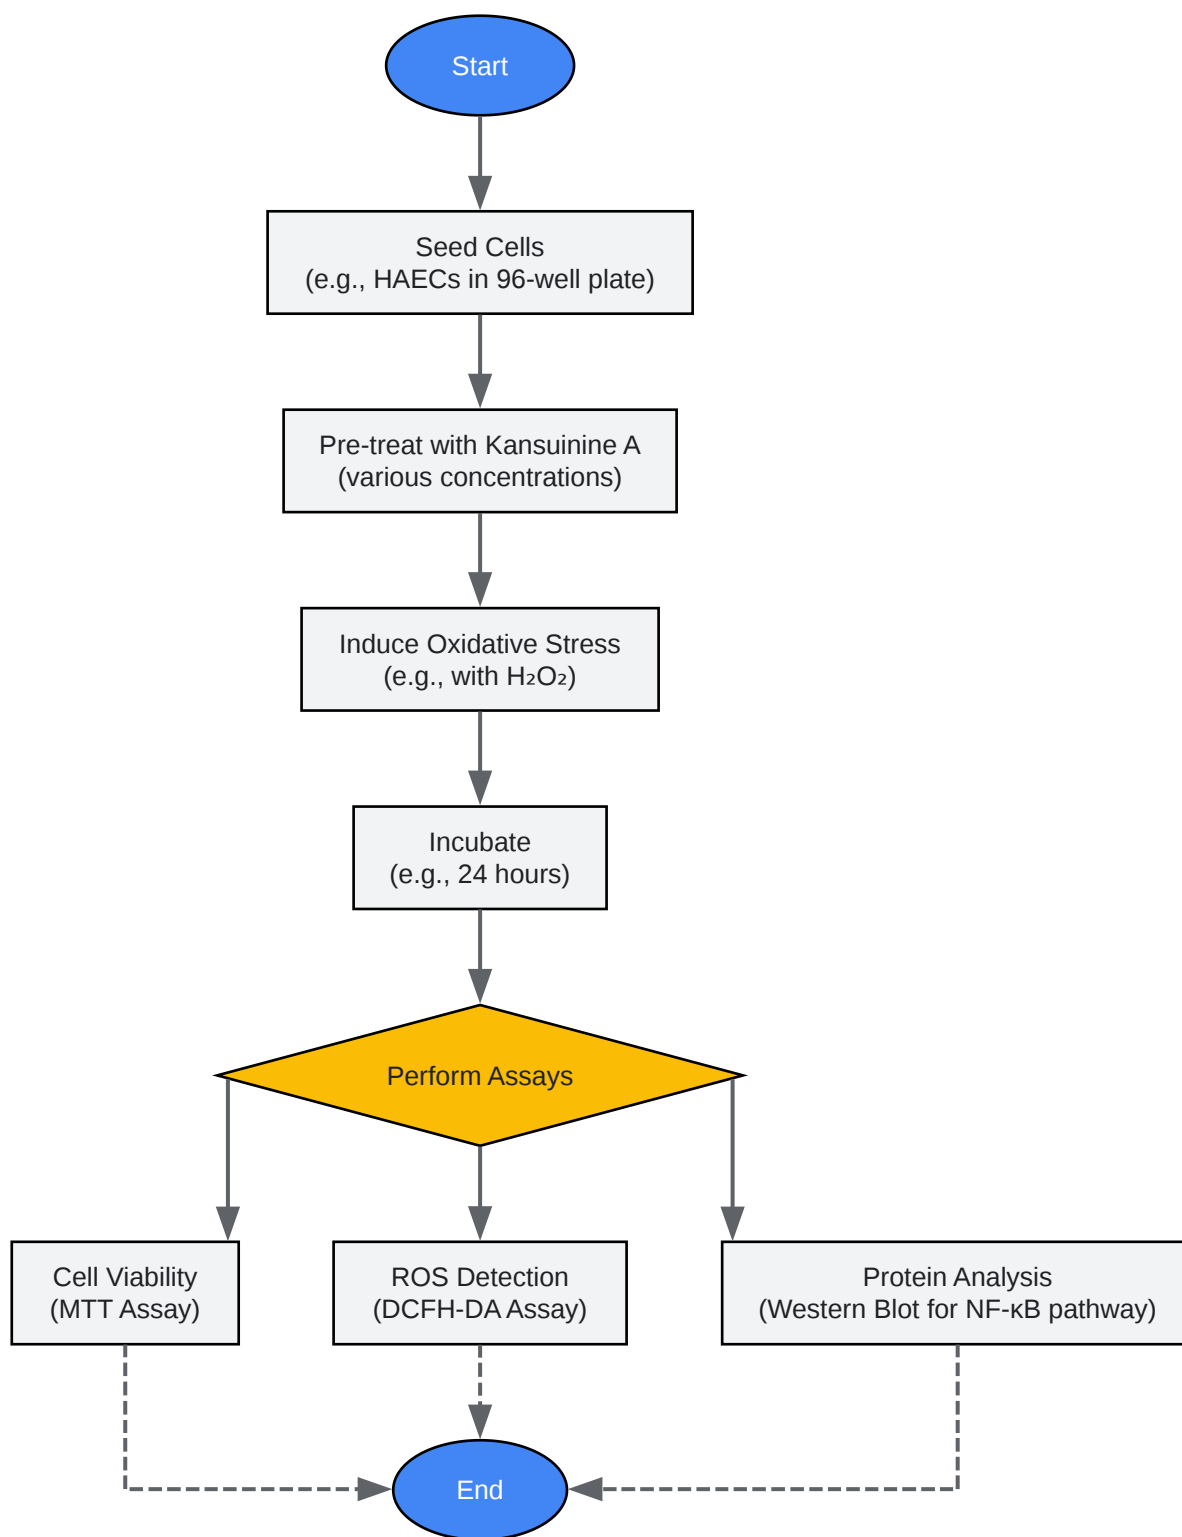 Start
Seed Cells
(e.g., HAECs in 96-well plate)
Pre-treat with Kansuinine A
(various concentrations)
Induce Oxidative Stress
(e.g., with H₂O₂)
Incubate
(e.g., 24 hours)
Perform Assays
Cell Viability
(MTT Assay)
ROS Detection
(DCFH-DA Assay)
Protein Analysis
(Western Blot for NF-κB pathway)
End